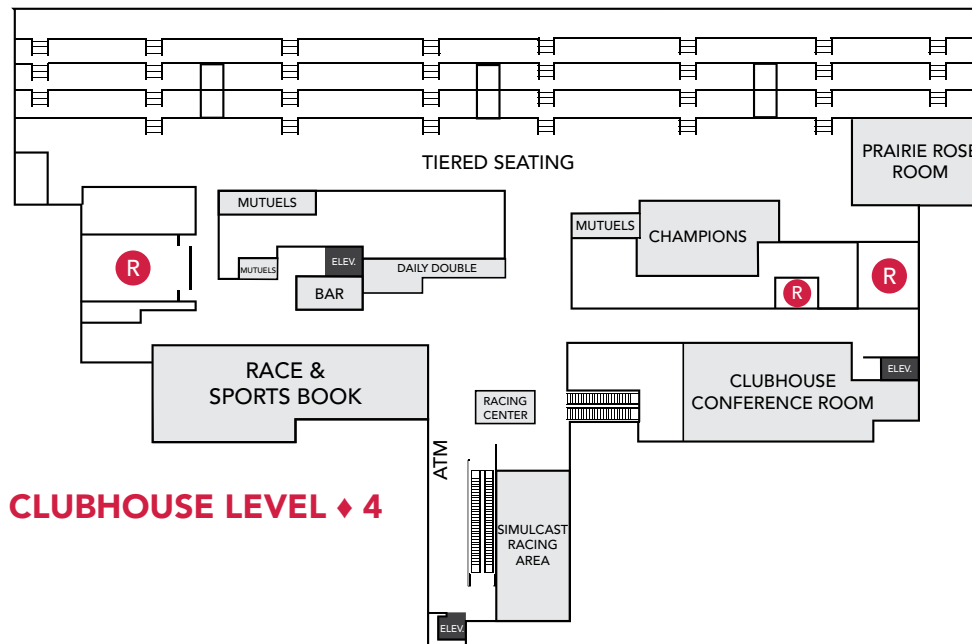 TIERED SEATING
PRAIRIE ROSE
ROOM
MUTUELS
MUTUELS
CHAMPIONS
R
MUTUELS
ELEV.
DAILY DOUBLE
BAR
R
R
RACE &
SPORTS BOOK
RACING
CENTER
CLUBHOUSE
CONFERENCE ROOM
ELEV.
ATM
CLUBHOUSE LEVEL ♦ 4
SIMULCAST
RACING
AREA
ELEV.